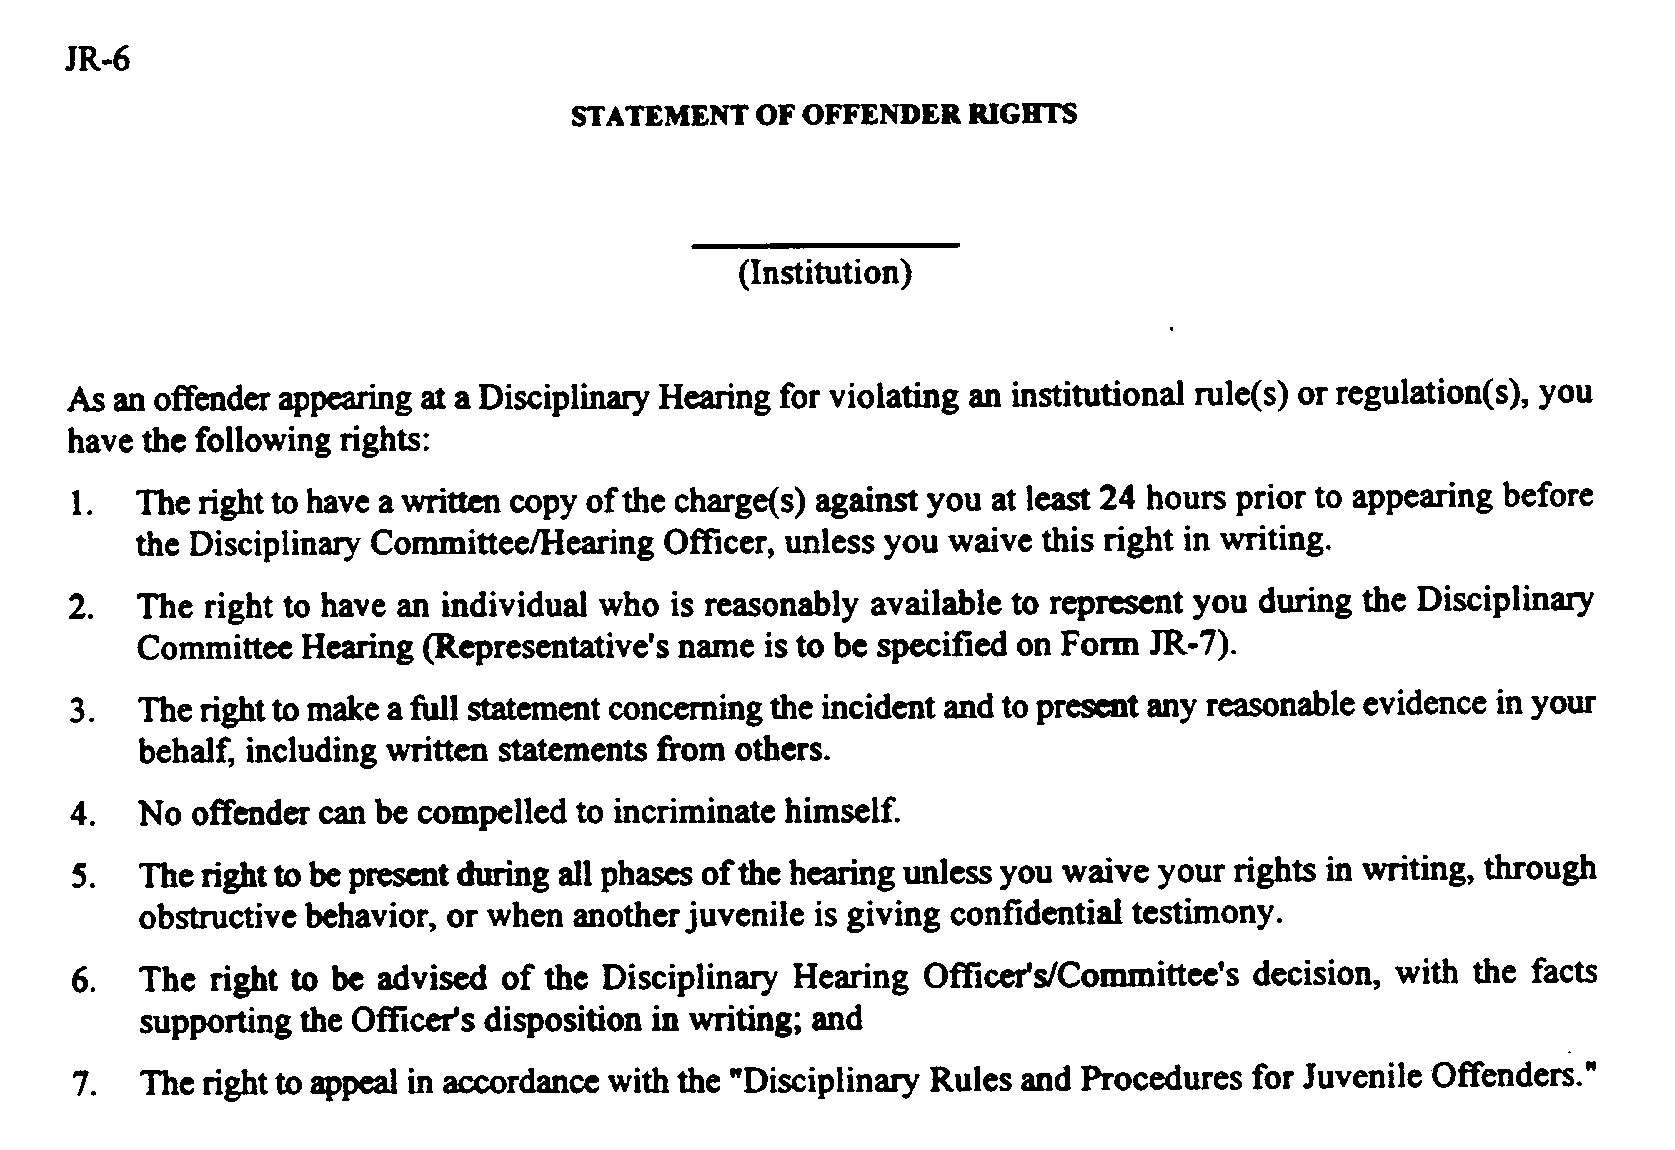 JR-6
STATEMENT OF OFFENDER RIGHTS
(Institution)
As an offender appearing at a Disciplinary Hearing for violating an institutional rule(s) or regulation(s), you
have the following rights:
1. The right to have a written copy of the charge(s) against you at least 24 hours prior to appearing before
the Disciplinary Committee/Hearing Officer, unless you waive this right in writing.
2. The right to have an individual who is reasonably available to represent you during the Disciplinary
Committee Hearing (Representative's name is to be specified on Form JR-7).
3. The right to make a full statement concerning the incident and to present any reasonable evidence in your
behalf, including written statements from others.
4. No offender can be compelled to incriminate himself.
5. The right to be present during all phases of the hearing unless you waive your rights in writing, through
obstructive behavior, or when another juvenile is giving confidential testimony.
6. The right to be advised of the Disciplinary Hearing Officer's/Committee's decision, with the facts
supporting the Officer's disposition in writing; and
7. The right to appeal in accordance with the "Disciplinary Rules and Procedures for Juvenile Offenders."